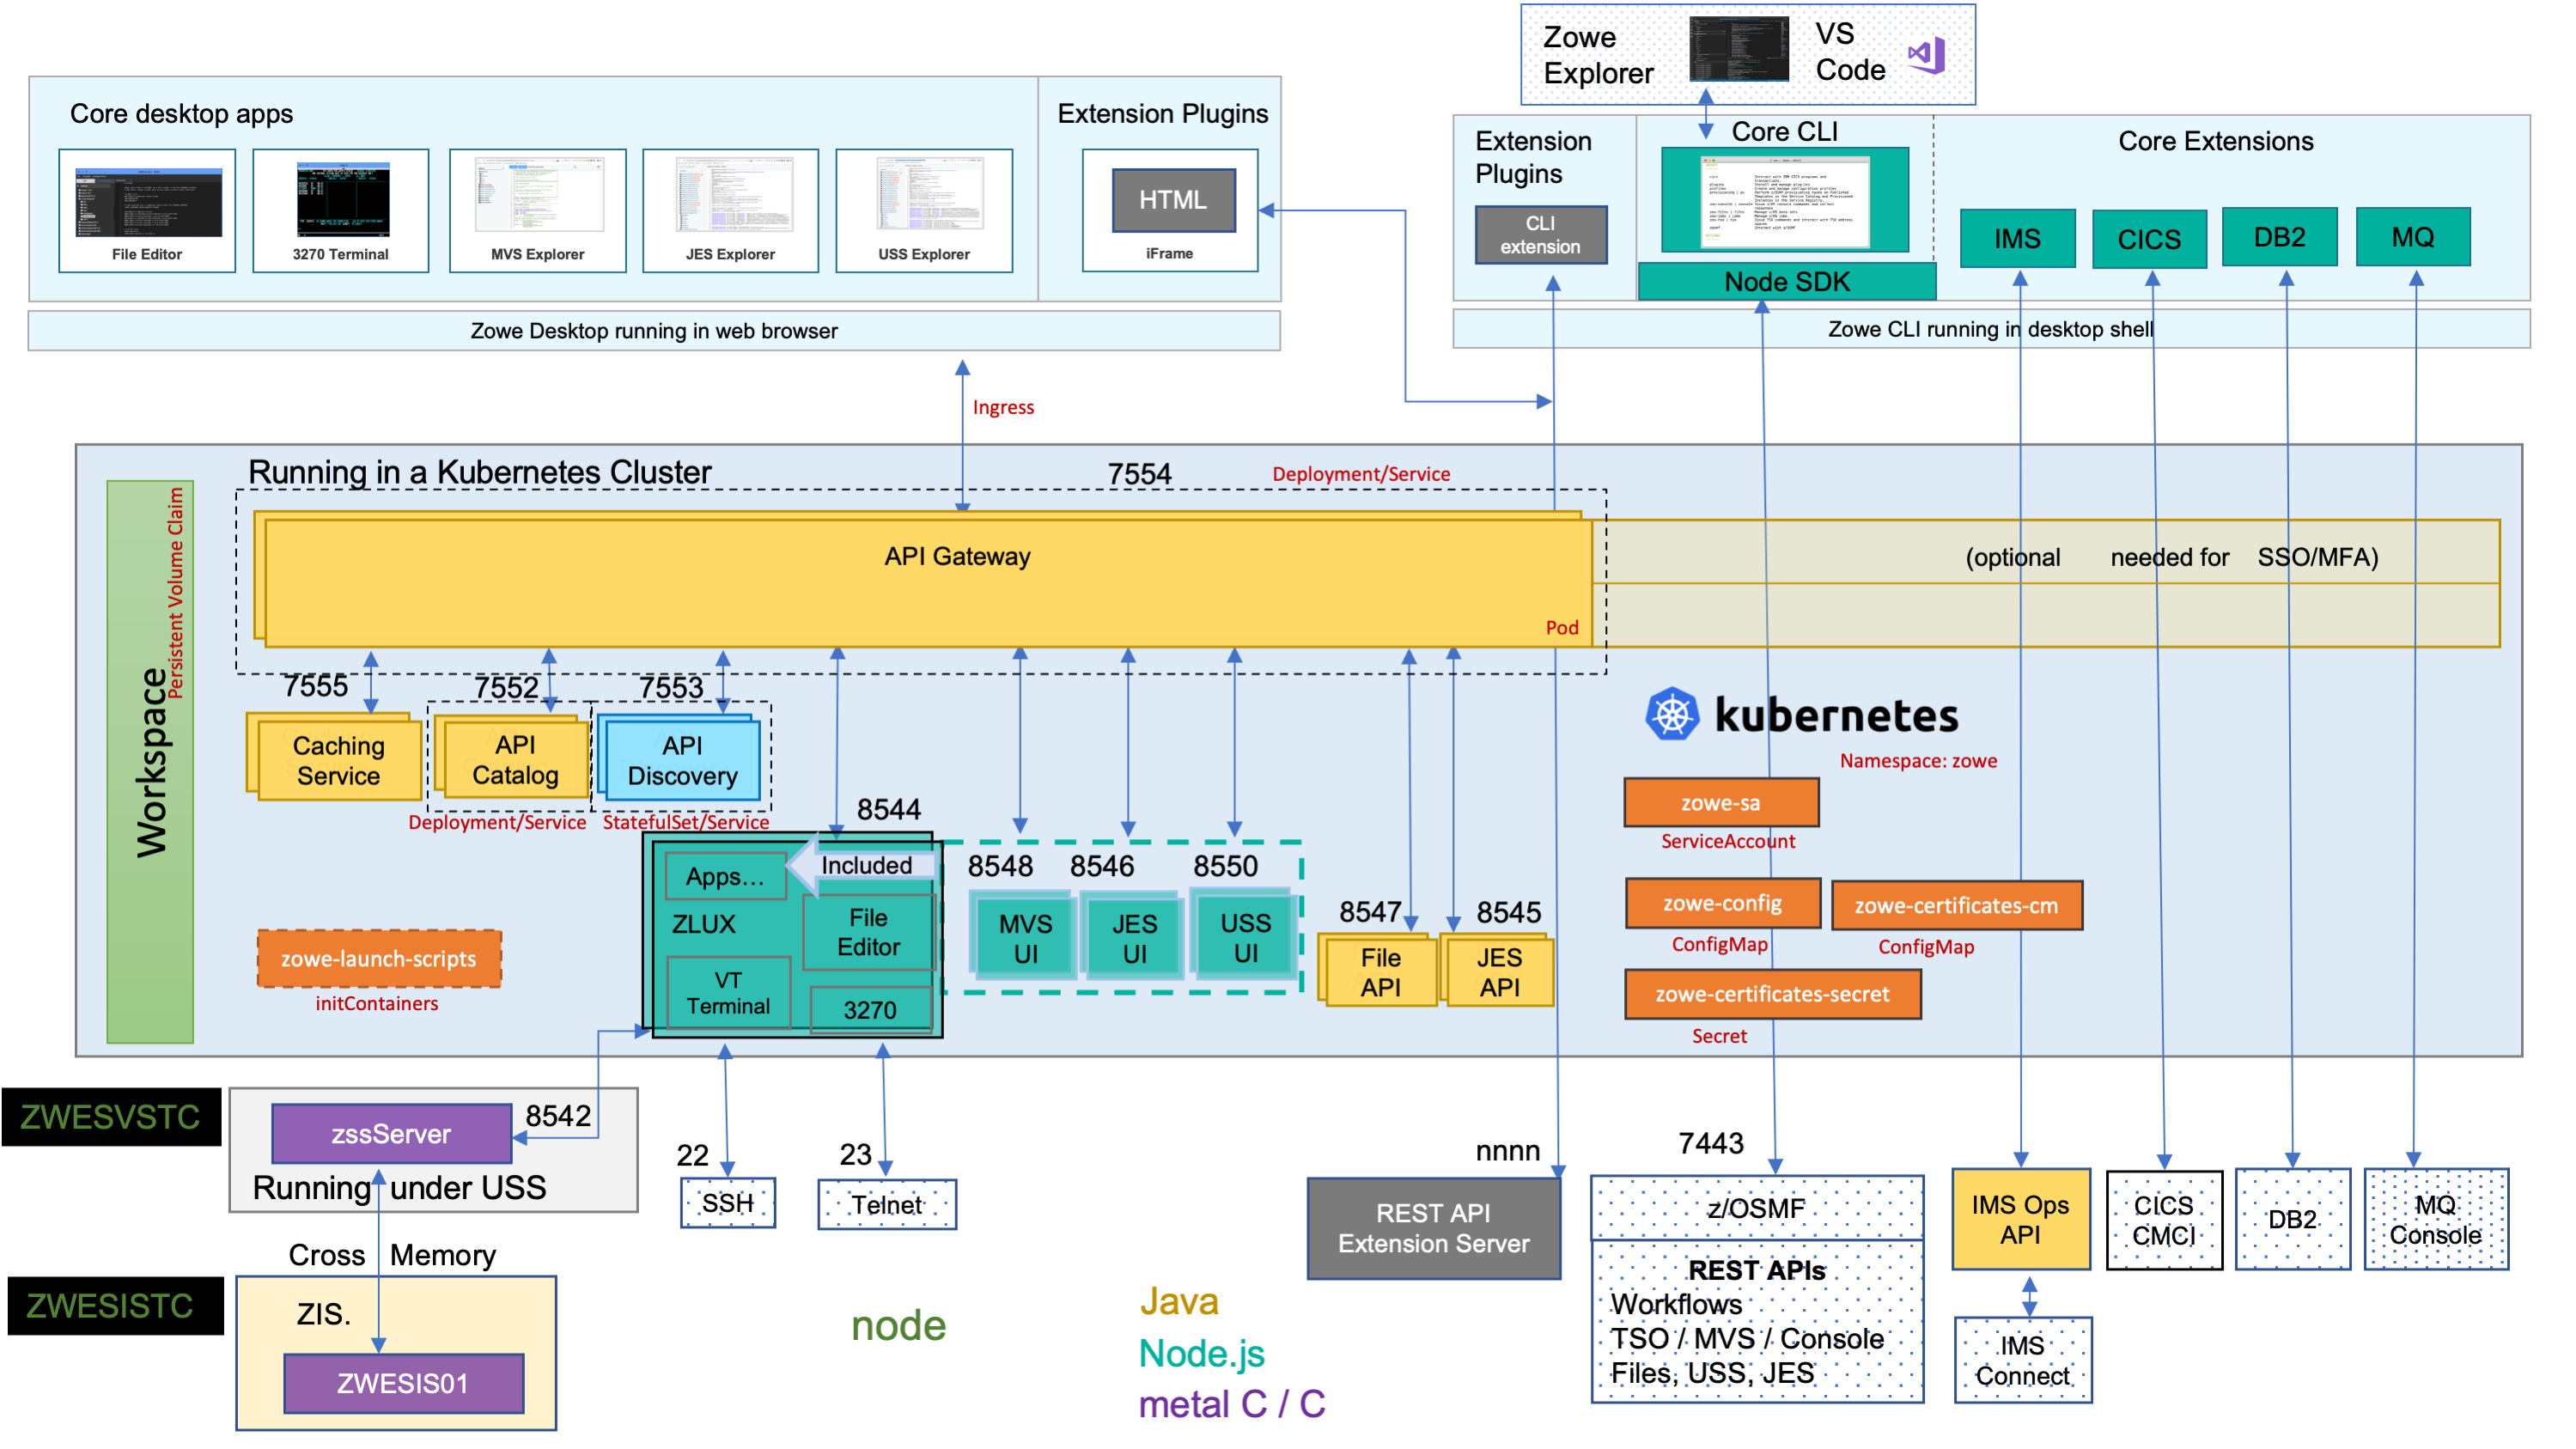 Zowe
Explorer
VS
Code
Core desktop apps
Extension Plugins
File Editor
3270 Terminal
MVS Explorer
JES Explorer
USS Explorer
HTML
iFrame
Zowe Desktop running in web browser
Extension
Plugins
CLI
extension
Core CLI
Node SDK
Core Extensions
IMS
CICS
DB2
MQ
Zowe CLI running in desktop shell
Ingress
Running in a Kubernetes Cluster
7554
Deployment/Service
Workspace
Persistent Volume Claim
API Gateway
Pod
(optional needed for SSO/MFA)
7555
7552
7553
Caching
Service
API
Catalog
API
Discovery
Deployment/Service
StatefulSet/Service
kubernetes
Namespace: zowe
zowe-sa
ServiceAccount
zowe-config
ConfigMap
zowe-certificates-cm
ConfigMap
zowe-certificates-secret
Secret
8544
Included
Apps...
ZLUX
File
Editor
VT
Terminal
3270
8548
8546
8550
MVS
UI
JES
UI
USS
UI
8547
8545
File
API
JES
API
zowe-launch-scripts
initContainers
ZWESVSTC
zssServer
8542
Running under USS
Cross Memory
ZWESISTC
ZIS.
ZWESIS01
22
SSH
23
Telnet
node
Java
Node.js
metal C / C
nnnn
REST API
Extension Server
7443
z/OSMF
REST APIs
Workflows
TSO / MVS / Console
Files, USS, JES
IMS Ops
API
IMS
Connect
CICS
CMCI
DB2
MQ
Console